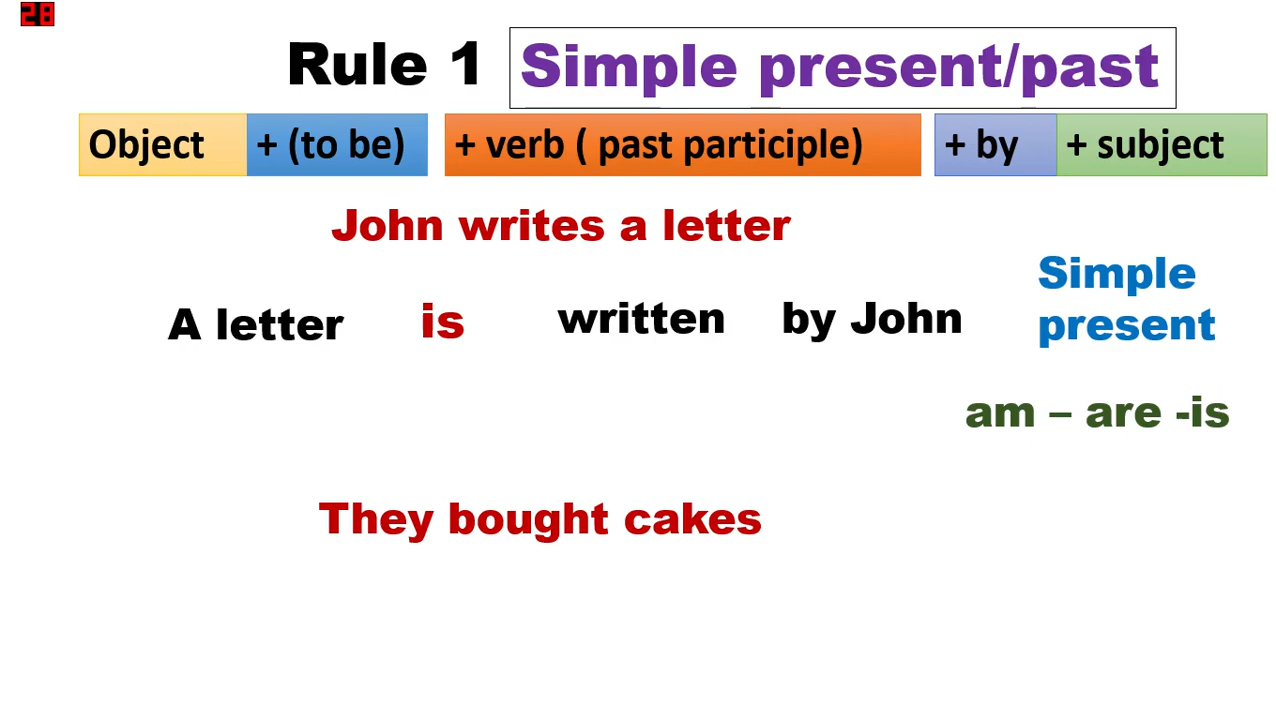 28
Rule 1 Simple present/past
Object + (to be) + verb ( past participle) + by + subject
John writes a letter
A letter is written by John
Simple
present
am – are -is
They bought cakes